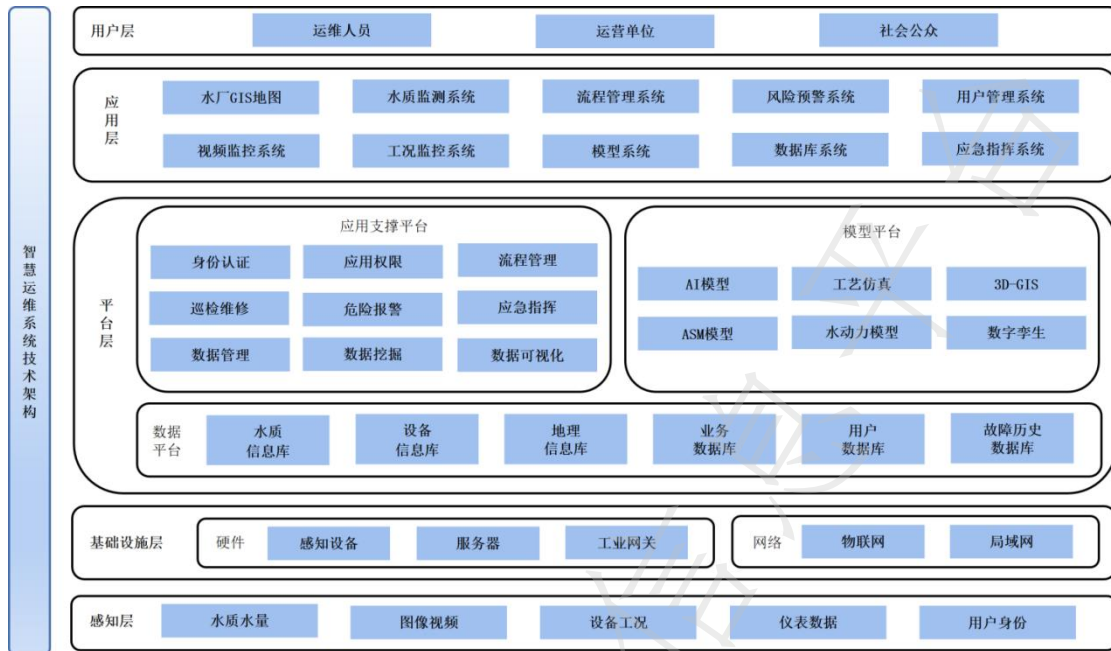 智慧运维系统技术架构
用户层
运维人员
运营单位
社会公众
应用层
水厂GIS地图
水质监测系统
流程管理系统
风险预警系统
用户管理系统
视频监控系统
工况监控系统
模型系统
数据库系统
应急指挥系统
平台层
应用支撑平台
身份认证
应用权限
流程管理
巡检维修
危险报警
应急指挥
数据管理
数据挖掘
数据可视化
模型平台
AI模型
工艺仿真
3D-GIS
ASM模型
水动力模型
数字孪生
数据
平台
水质
信息库
设备
信息库
地理
信息库
业务
数据库
用户
数据库
故障历史
数据库
基础设施层
硬件
感知设备
服务器
工业网关
网络
物联网
局域网
感知层
水质水量
图像视频
设备工况
仪表数据
用户身份